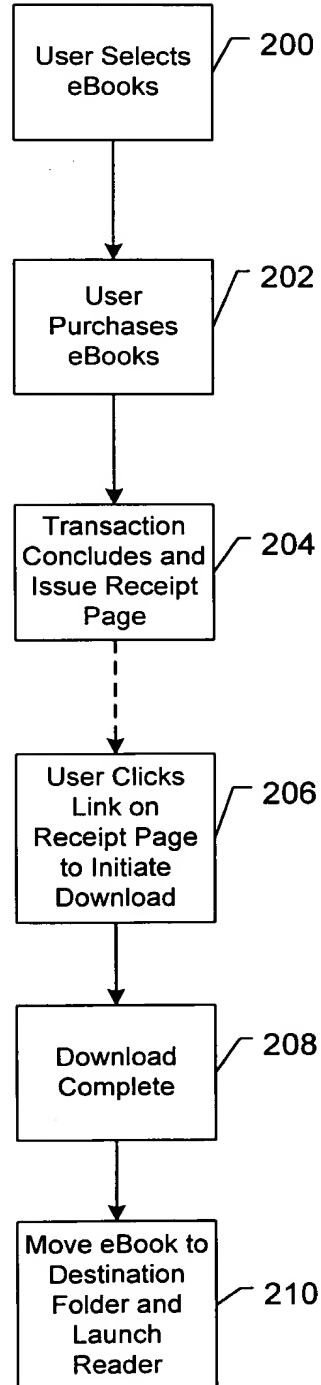 User Selects
eBooks
200
User
Purchases
eBooks
202
Transaction
Concludes and
Issue Receipt
Page
204
User Clicks
Link on
Receipt Page
to Initiate
Download
206
Download
Complete
208
Move eBook to
Destination
Folder and
Launch
Reader
210